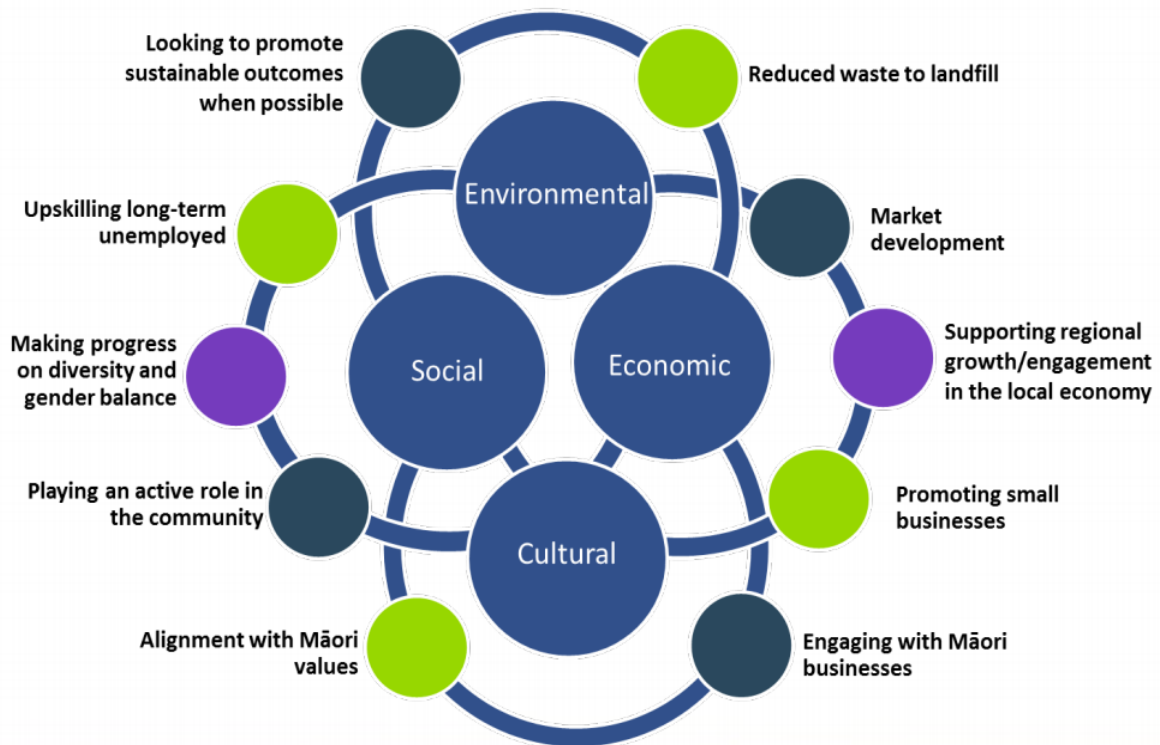 Looking to promote
sustainable outcomes
when possible
Reduced waste to landfill
Environmental
Upskilling long-term
unemployed
Market
development
Social
Economic
Making progress
on diversity and
gender balance
Supporting regional
growth/engagement
in the local economy
Playing an active role in
the community
Promoting small
businesses
Cultural
Alignment with Māori
values
Engaging with Māori
businesses